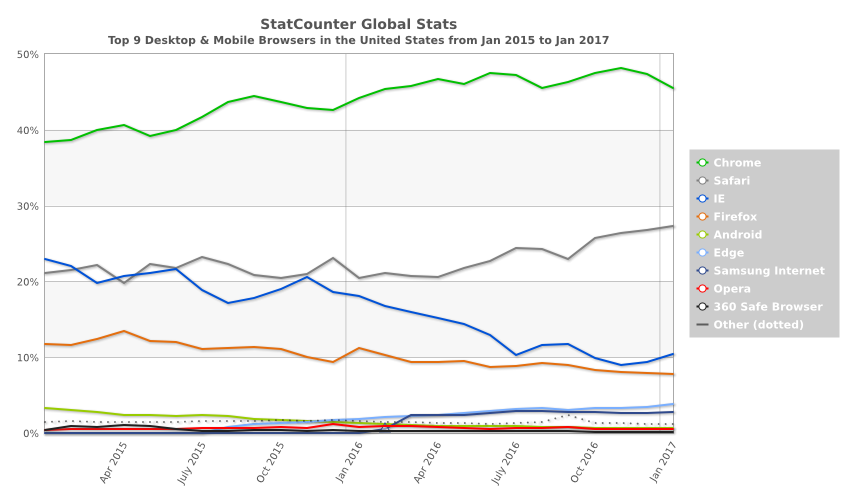 StatCounter Global Stats
Top 9 Desktop & Mobile Browsers in the United States from Jan 2015 to Jan 2017
50%
40%
30%
20%
10%
0%
Apr 2015
July 2015
Oct 2015
Jan 2016
Apr 2016
July 2016
Oct 2016
Jan 2017
Chrome
Safari
IE
Firefox
Android
Edge
Samsung Internet
Opera
360 Safe Browser
Other (dotted)